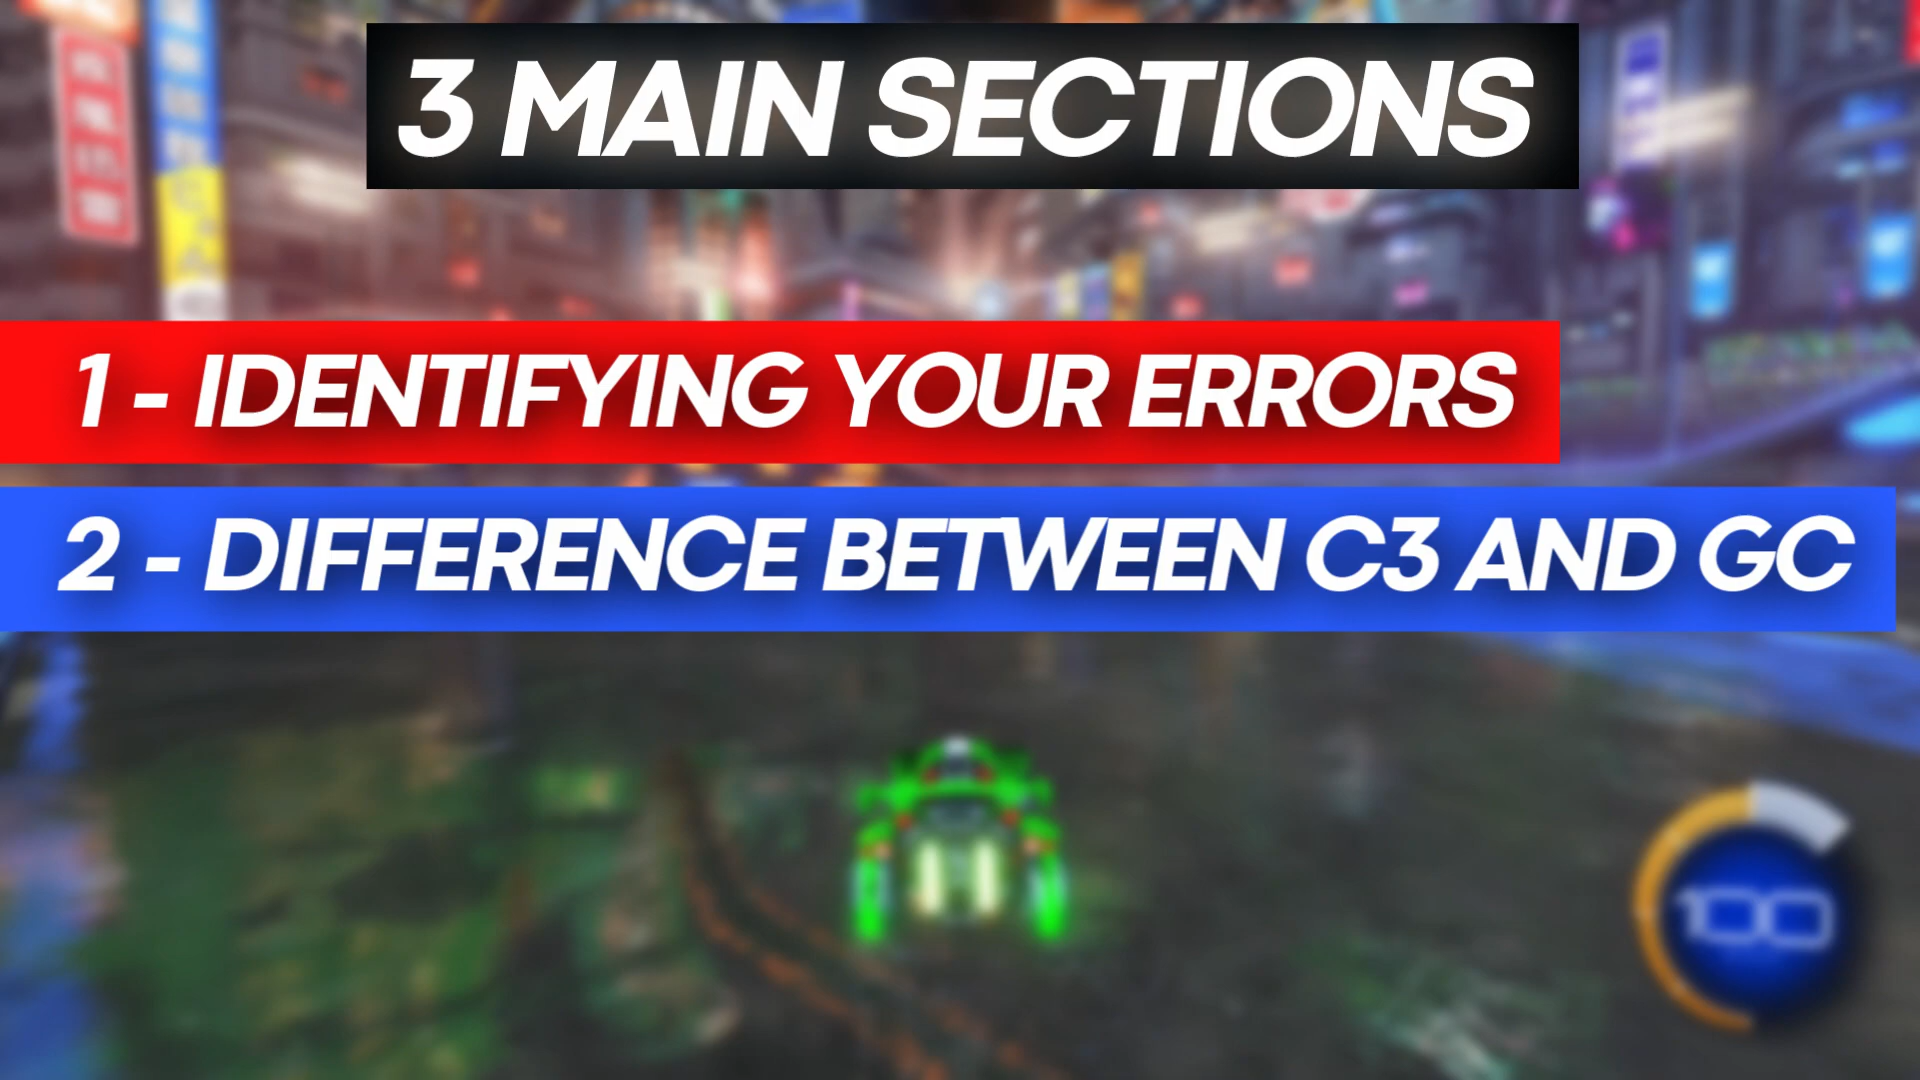 3 MAIN SECTIONS
1 - IDENTIFYING YOUR ERRORS
2 - DIFFERENCE BETWEEN C3 AND GC
100